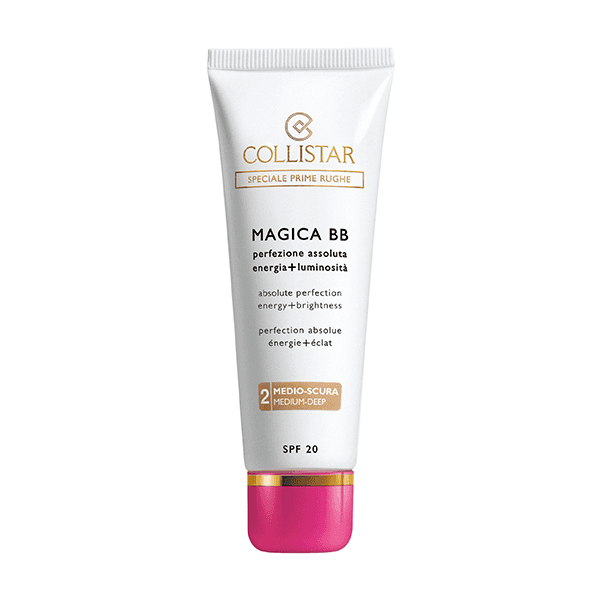 COLLISTAR
SPECIALE PRIME RUGHE
MAGICA BB
perfezione assoluta
energia+luminosità
absolute perfection
energy+brightness
perfection absolue
énergie+éclat
2 MEDIO-SCURA
MEDIUM-DEEP
SPF 20